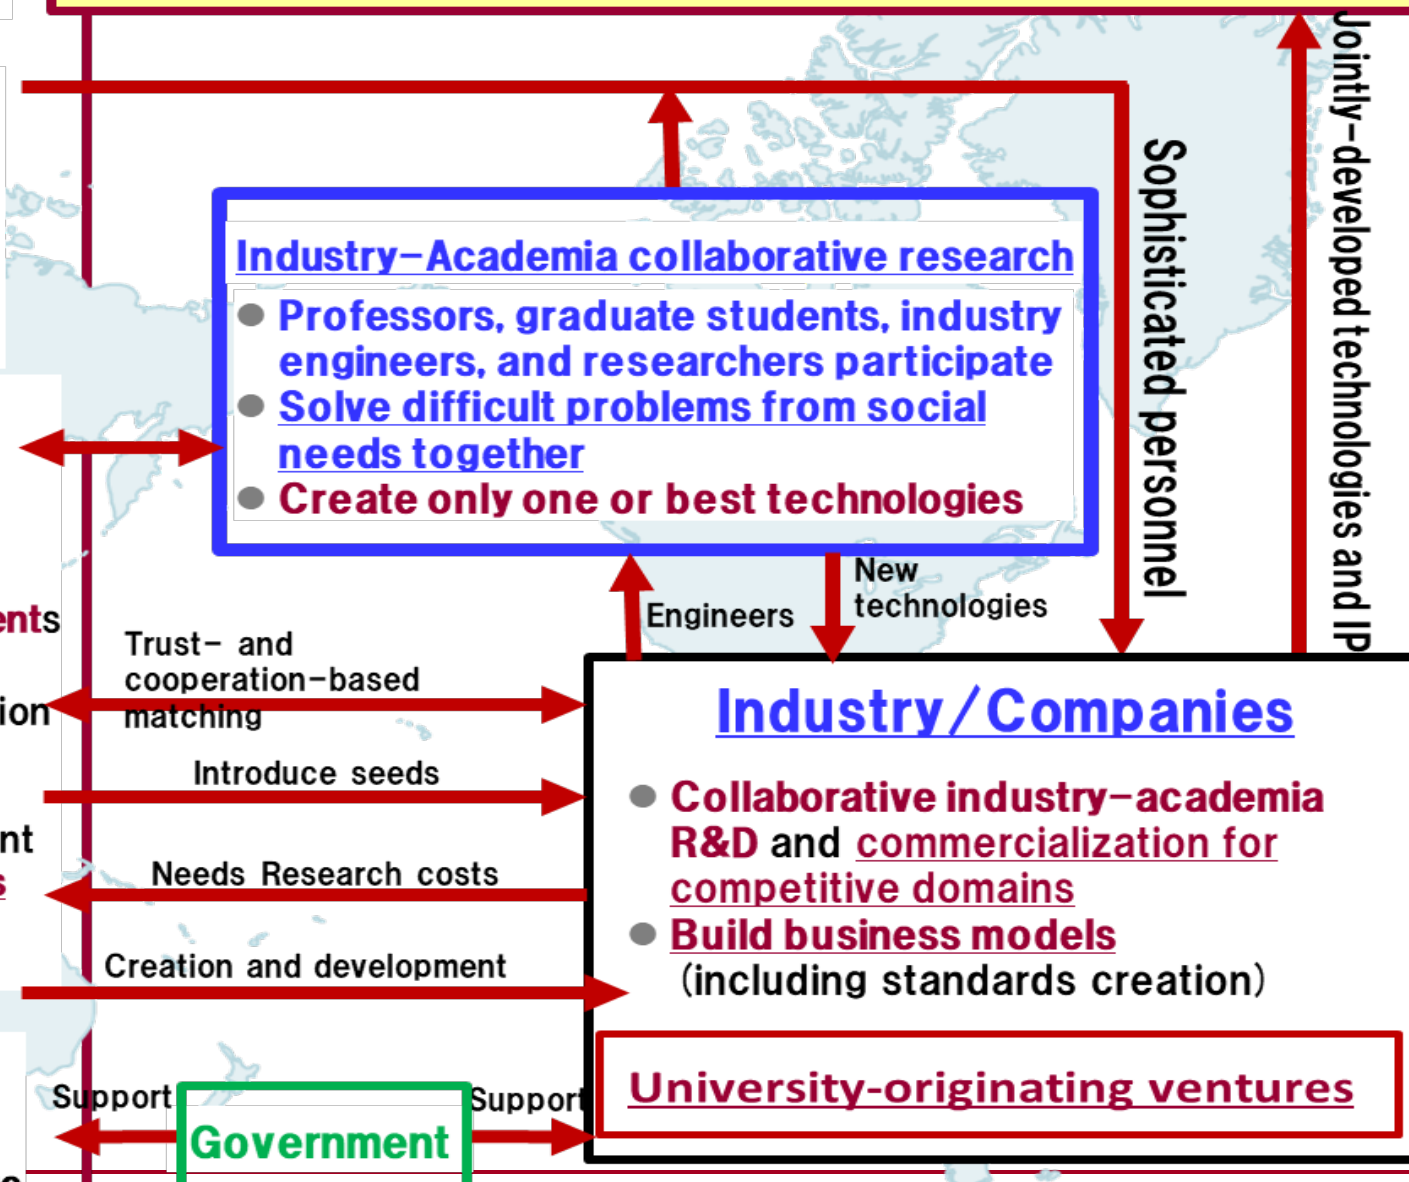 Jointly-developed technologies and IP
Sophisticated personnel
Industry-Academia collaborative research
Professors, graduate students, industry
engineers, and researchers participate
Solve difficult problems from social
needs together
Create only one or best technologies
New
technologies
Engineers
ents
Trust- and
cooperation-based
matching
ion
Introduce seeds
nt
Needs Research costs
s
Creation and development
Industry/Companies
Collaborative industry-academia
R&D and commercialization for
competitive domains
Build business models
(including standards creation)
University-originating ventures
Support
Support
Government